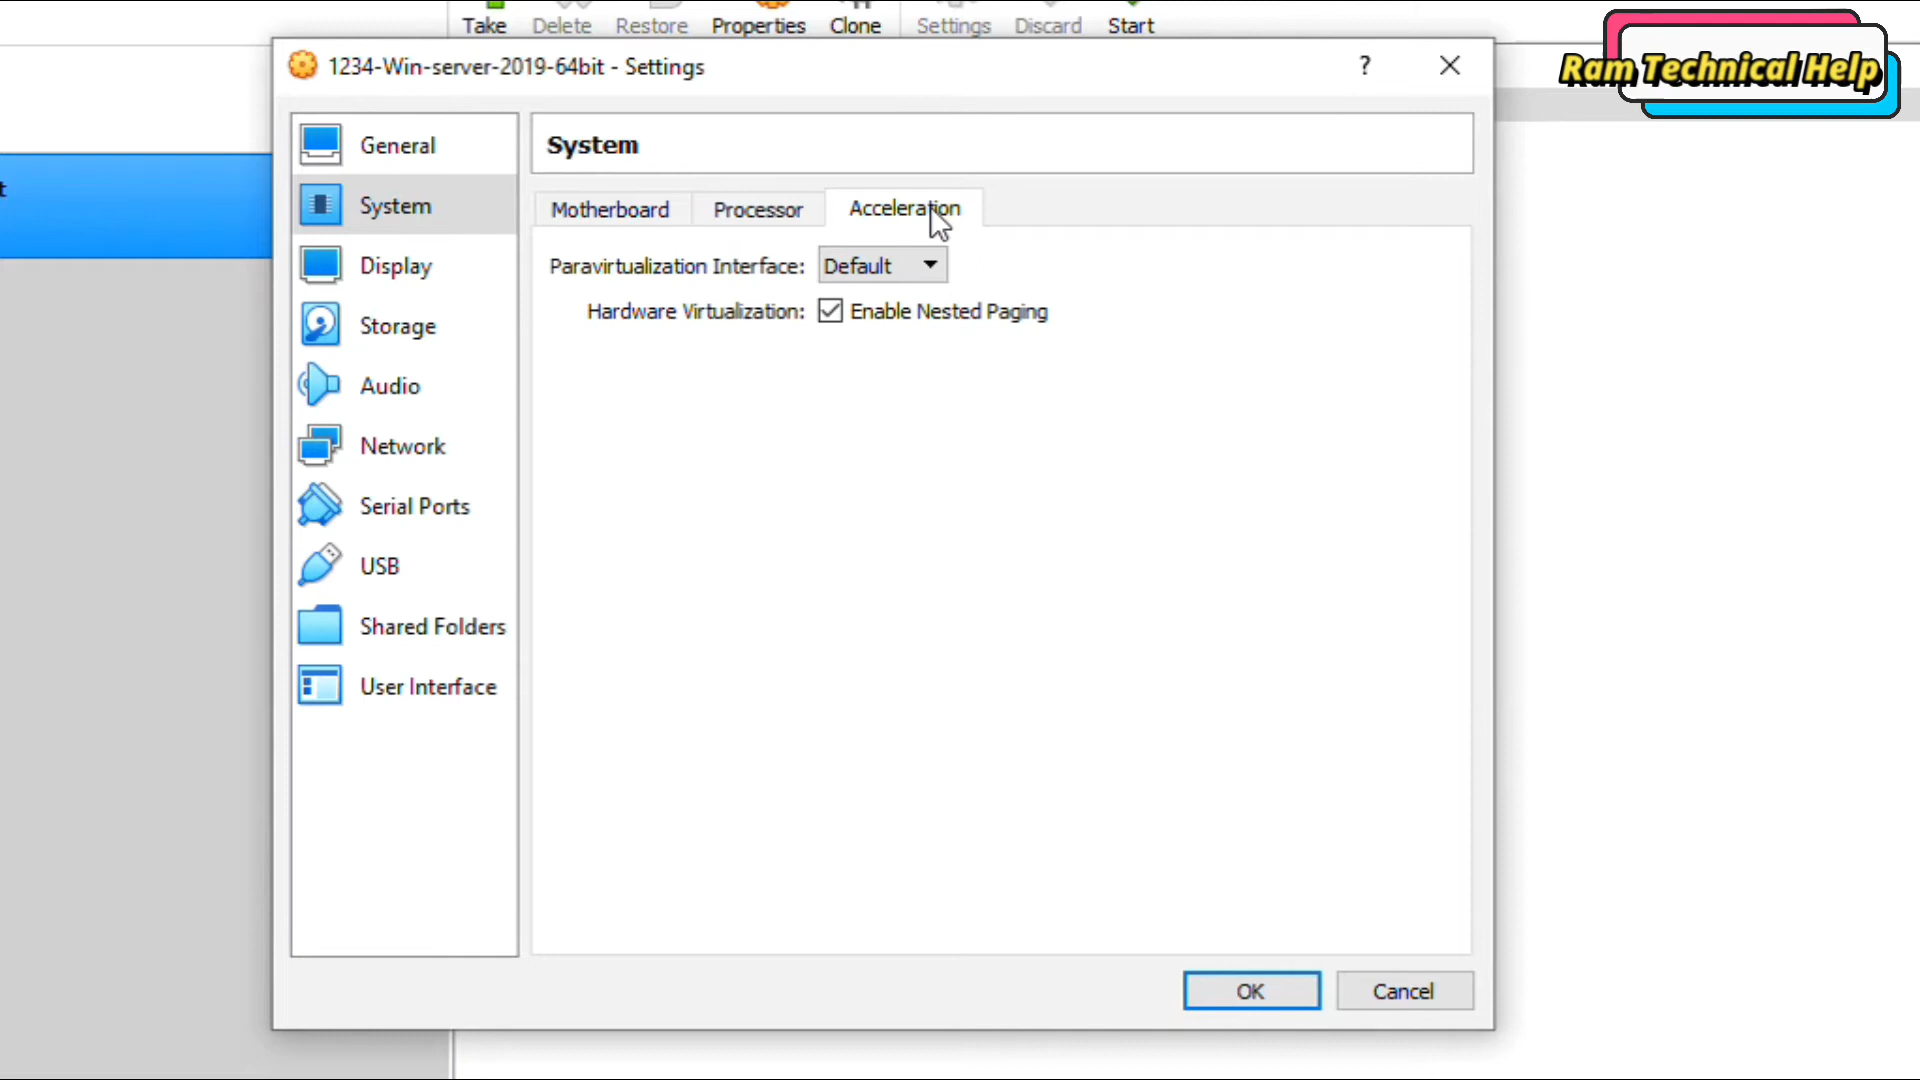 Take Delete Restore Properties Clone Settings Discard Start
1234-Win-server-2019-64bit - Settings
?
Ram Technical Help
t
General
System
Display
Storage
Audio
Network
Serial Ports
USB
Shared Folders
User Interface
System
Motherboard Processor Acceleration
Paravirtualization Interface: Default
Hardware Virtualization: Enable Nested Paging
OK Cancel